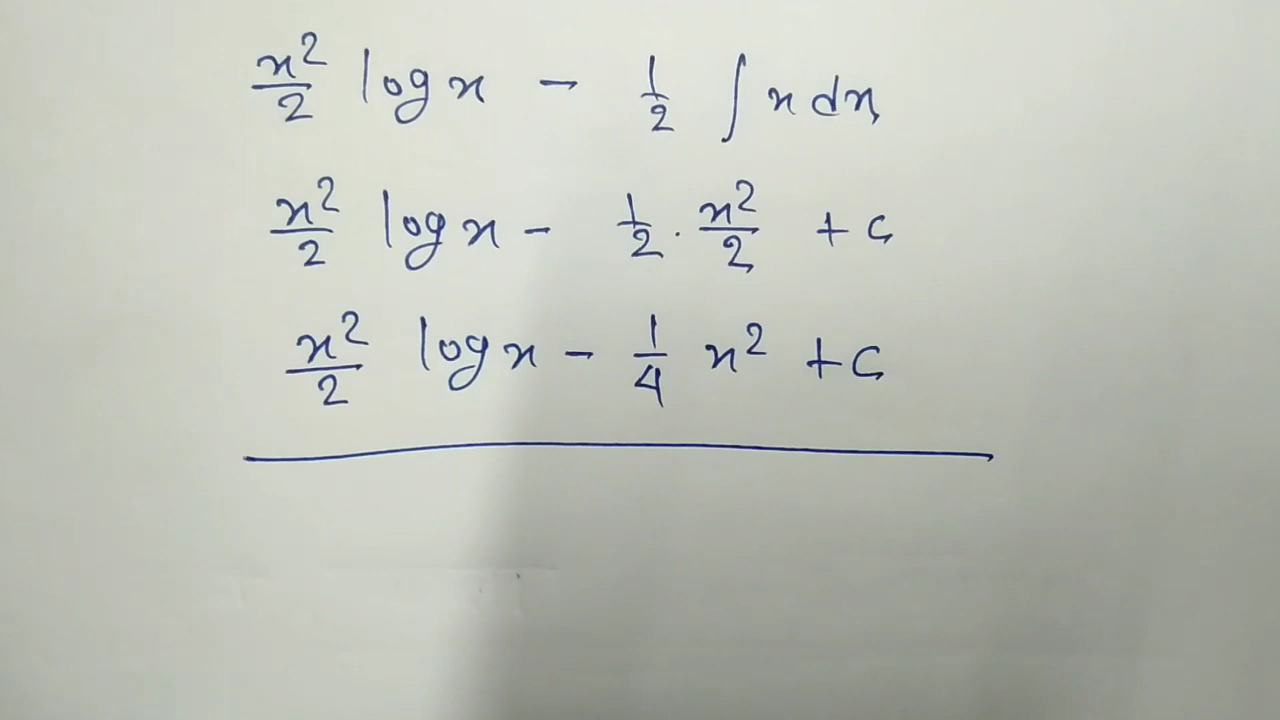 x²/2 log x - 1/2 ∫ x dx
x²/2 log x - 1/2 . x²/2 + c
x²/2 log x - 1/4 x² + c